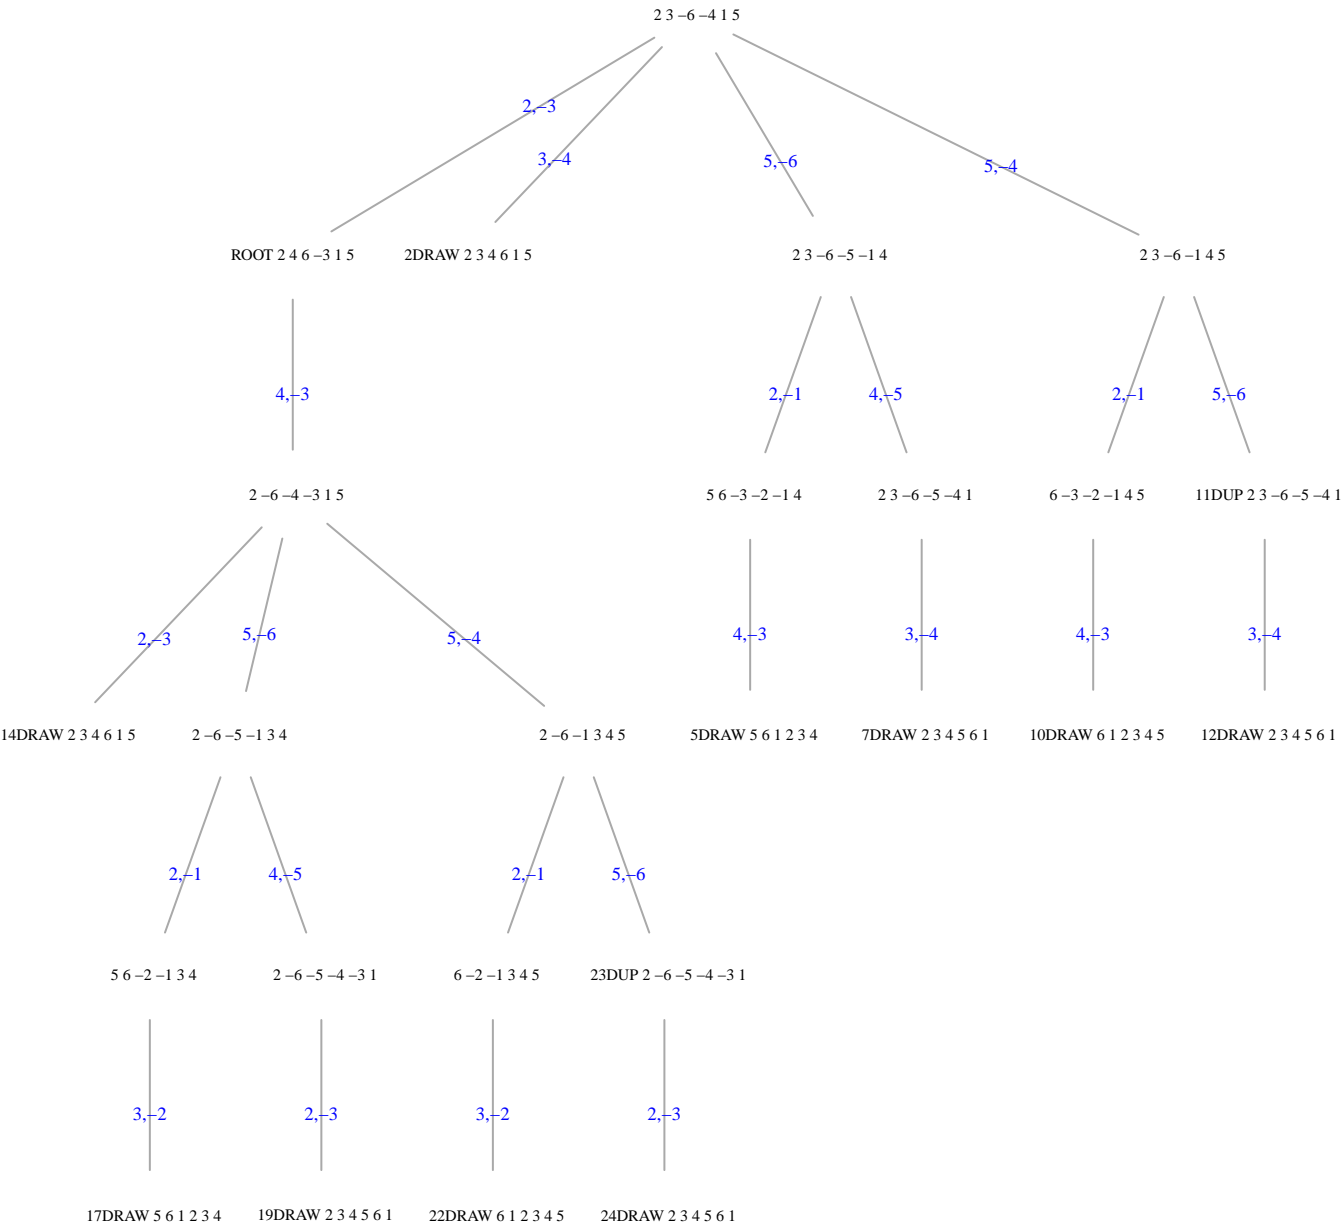 2 3 −6 −4 1 5
2,−3
3,−4
5,−6
5,−4
ROOT 2 4 6 −3 1 5
2DRAW 2 3 4 6 1 5
2 3 −6 −5 −1 4
2 3 −6 −1 4 5
4,−3
2,−1
4,−5
2,−1
5,−6
2 −6 −4 −3 1 5
5 6 −3 −2 −1 4
2 3 −6 −5 −4 1
6 −3 −2 −1 4 5
11DUP 2 3 −6 −5 −4 1
2,−3
5,−6
5,−4
4,−3
3,−4
4,−3
3,−4
14DRAW 2 3 4 6 1 5
2 −6 −5 −1 3 4
2 −6 −1 3 4 5
5DRAW 5 6 1 2 3 4
7DRAW 2 3 4 5 6 1
10DRAW 6 1 2 3 4 5
12DRAW 2 3 4 5 6 1
2,−1
4,−5
2,−1
5,−6
5 6 −2 −1 3 4
2 −6 −5 −4 −3 1
6 −2 −1 3 4 5
23DUP 2 −6 −5 −4 −3 1
3,−2
2,−3
3,−2
2,−3
17DRAW 5 6 1 2 3 4
19DRAW 2 3 4 5 6 1
22DRAW 6 1 2 3 4 5
24DRAW 2 3 4 5 6 1